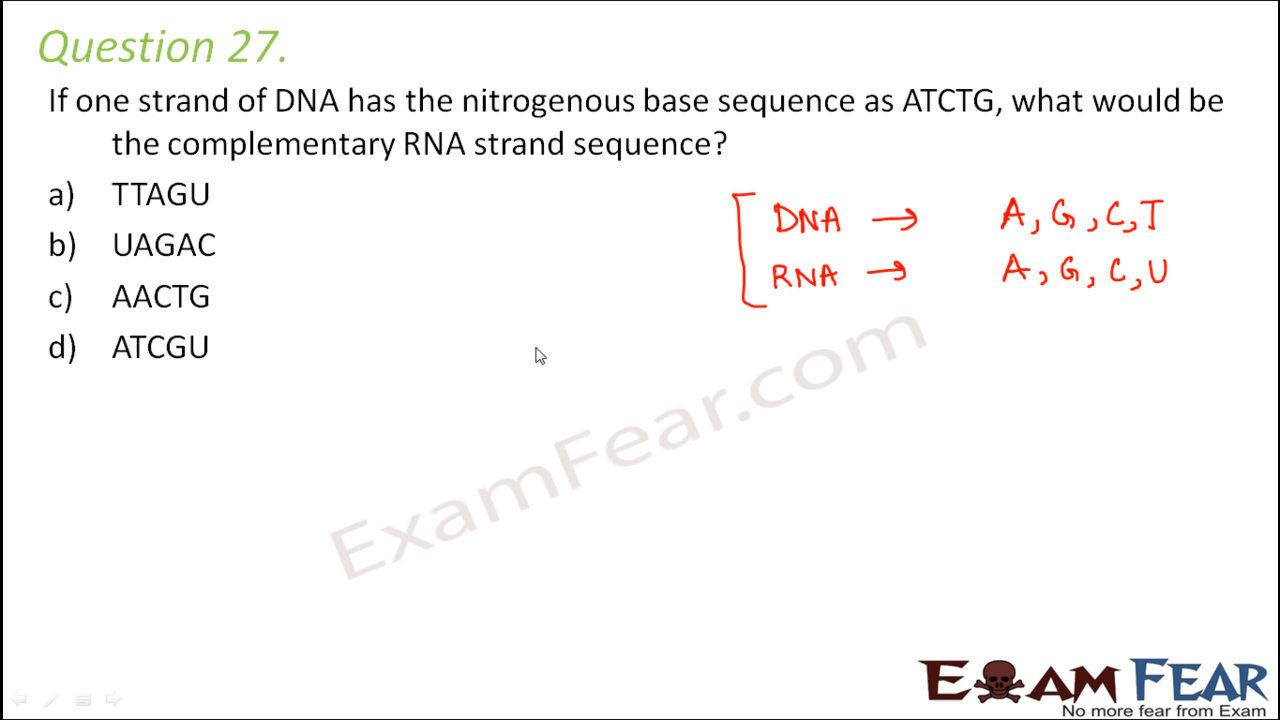 Question 27.
If one strand of DNA has the nitrogenous base sequence as ATCTG, what would be
the complementary RNA strand sequence?
a) TTAGU
b) UAGAC
c) AACTG
d) ATCGU
DNA → A, G, C, T
RNA → A, G, C, U
ExamFear.com
EXAM FEAR
No more fear from Exam